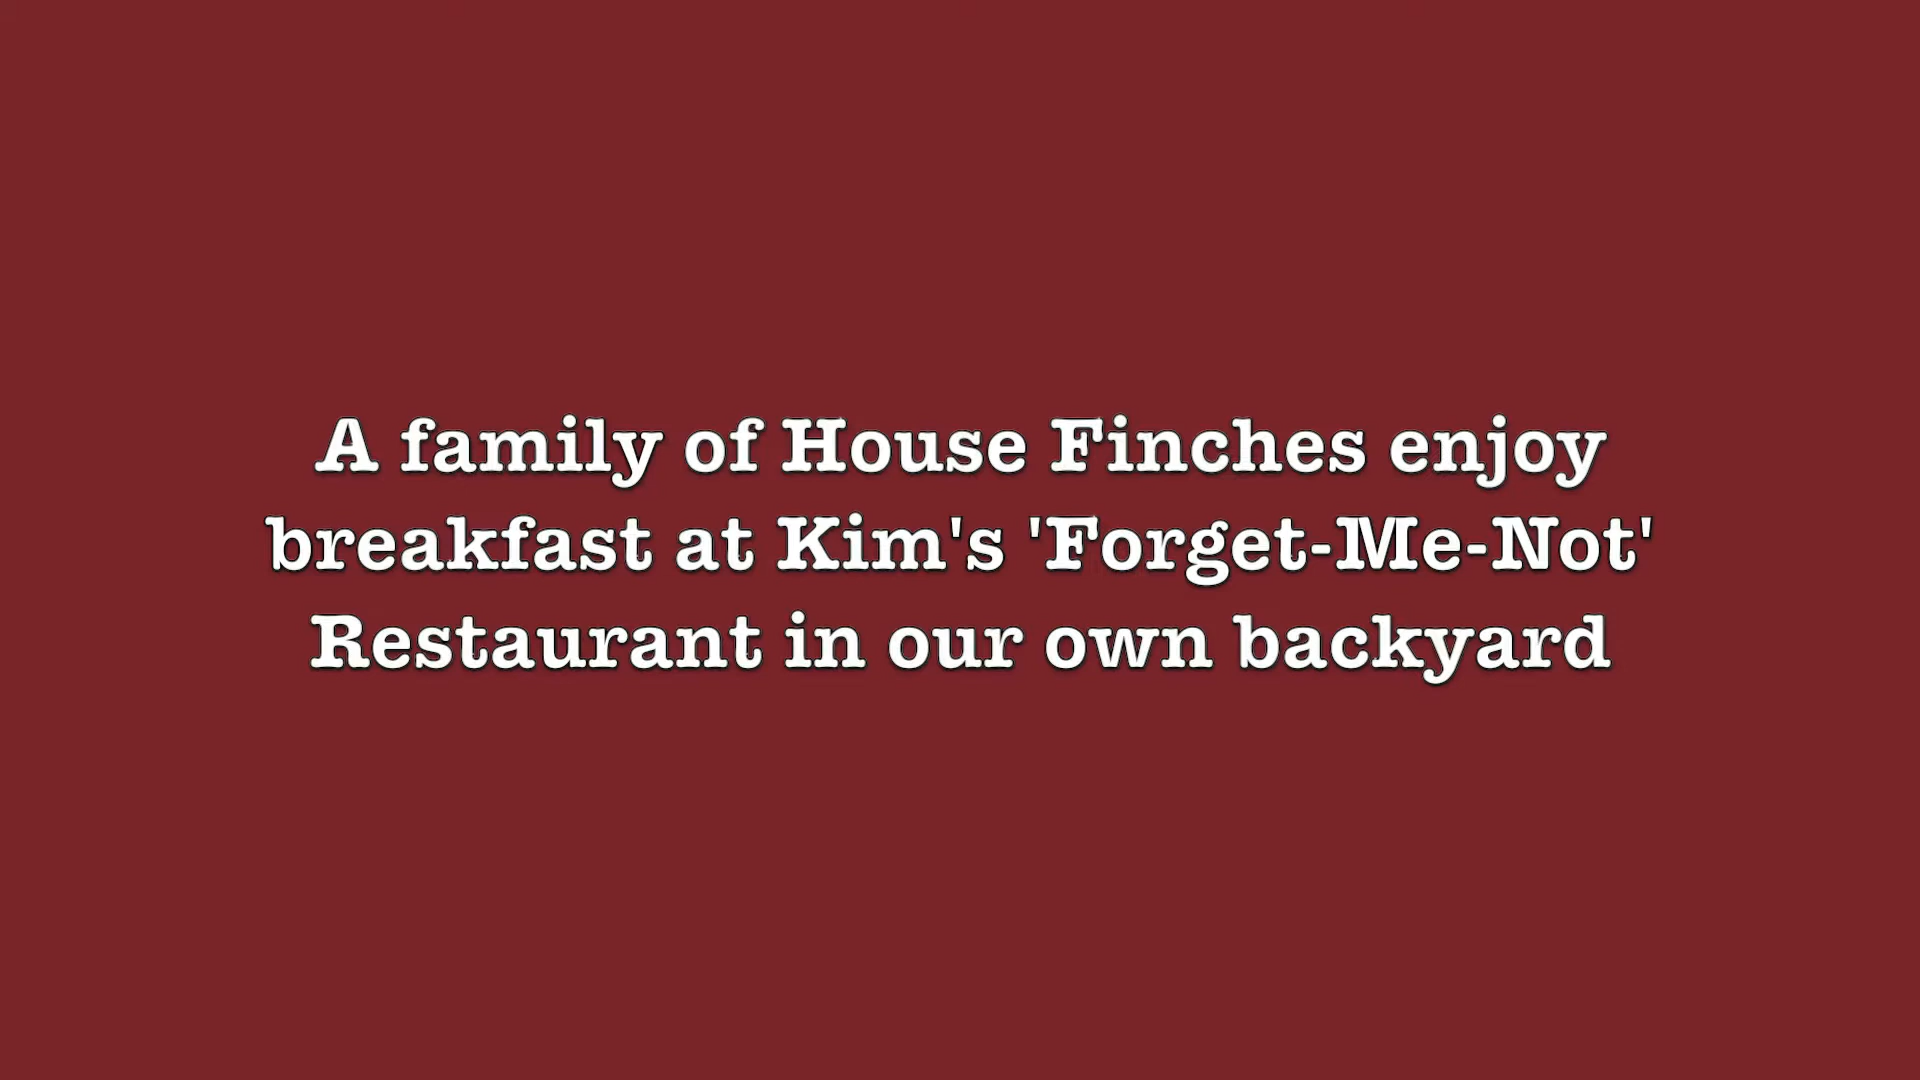 A family of House Finches enjoy
breakfast at Kim's 'Forget-Me-Not'
Restaurant in our own backyard